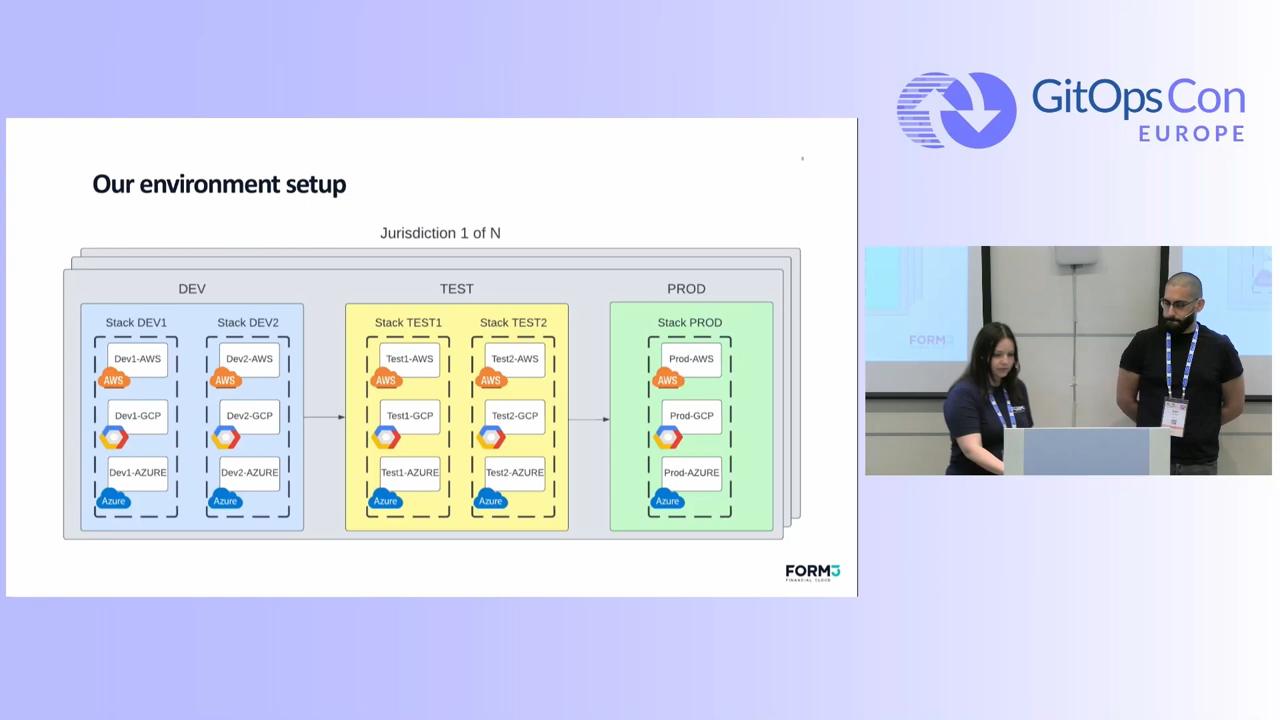 GitOpsCon
EUROPE
Our environment setup
Jurisdiction 1 of N
DEV
TEST
PROD
Stack DEV1
Stack DEV2
Stack TEST1
Stack TEST2
Stack PROD
Dev1-AWS
AWS
Dev2-AWS
AWS
Test1-AWS
AWS
Test2-AWS
AWS
Prod-AWS
AWS
Dev1-GCP
Dev2-GCP
Test1-GCP
Test2-GCP
Prod-GCP
Dev1-AZURE
Azure
Dev2-AZURE
Azure
Test1-AZURE
Azure
Test2-AZURE
Azure
Prod-AZURE
Azure
FORM3
FINANCIAL CLOUD
FORM3